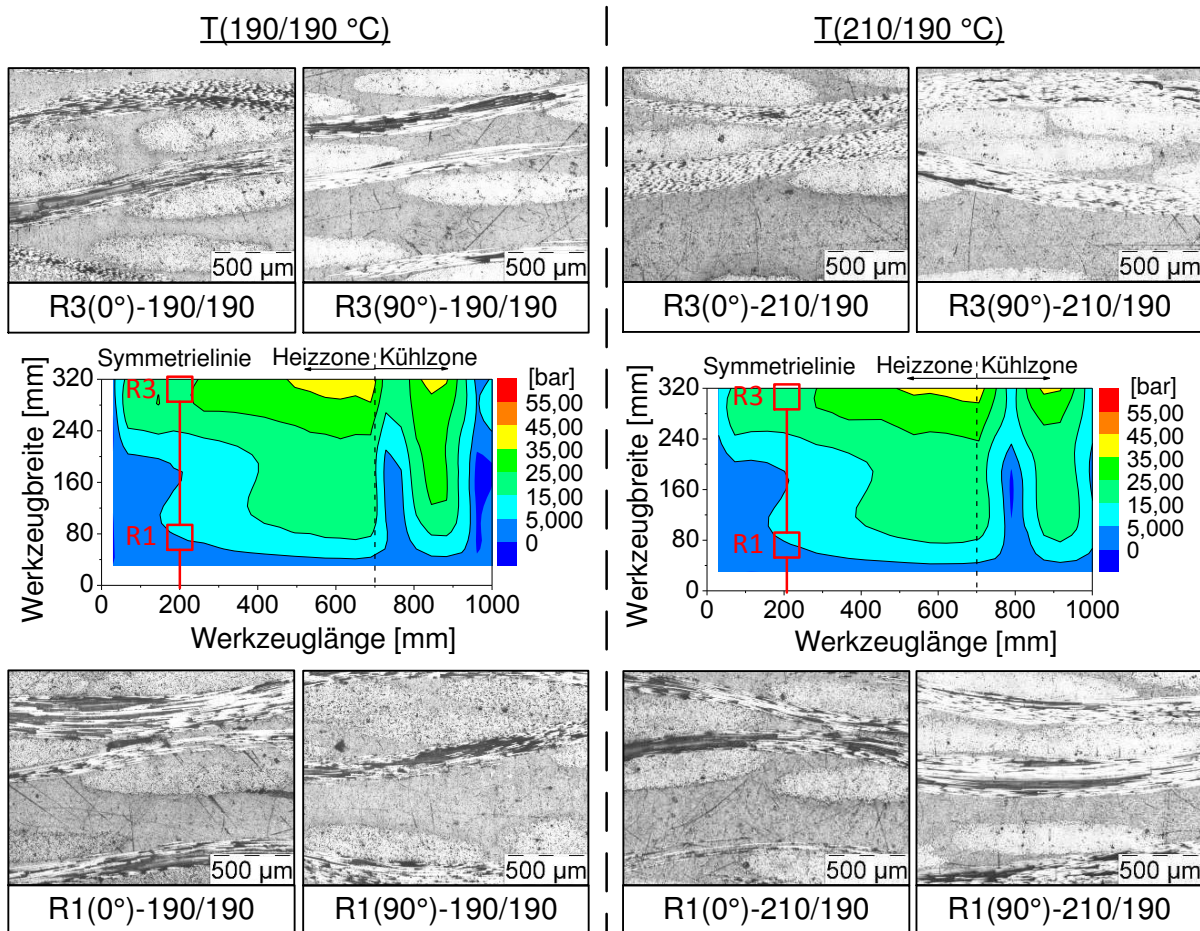 T(190/190 °C)
T(210/190 °C)
500 µm
500 µm
500 µm
500 µm
R3(0°)-190/190
R3(90°)-190/190
R3(0°)-210/190
R3(90°)-210/190
Symmetrielinie
Heizzone
Kühlzone
[bar]
55,00
45,00
35,00
25,00
15,00
5,000
0
R3
R1
320
240
160
80
0
0
200
400
600
800
1000
Werkzeugbreite [mm]
Werkzeuglänge [mm]
Symmetrielinie
Heizzone
Kühlzone
[bar]
55,00
45,00
35,00
25,00
15,00
5,000
0
R3
R1
320
240
160
80
0
0
200
400
600
800
1000
Werkzeugbreite [mm]
Werkzeuglänge [mm]
500 µm
500 µm
500 µm
500 µm
R1(0°)-190/190
R1(90°)-190/190
R1(0°)-210/190
R1(90°)-210/190